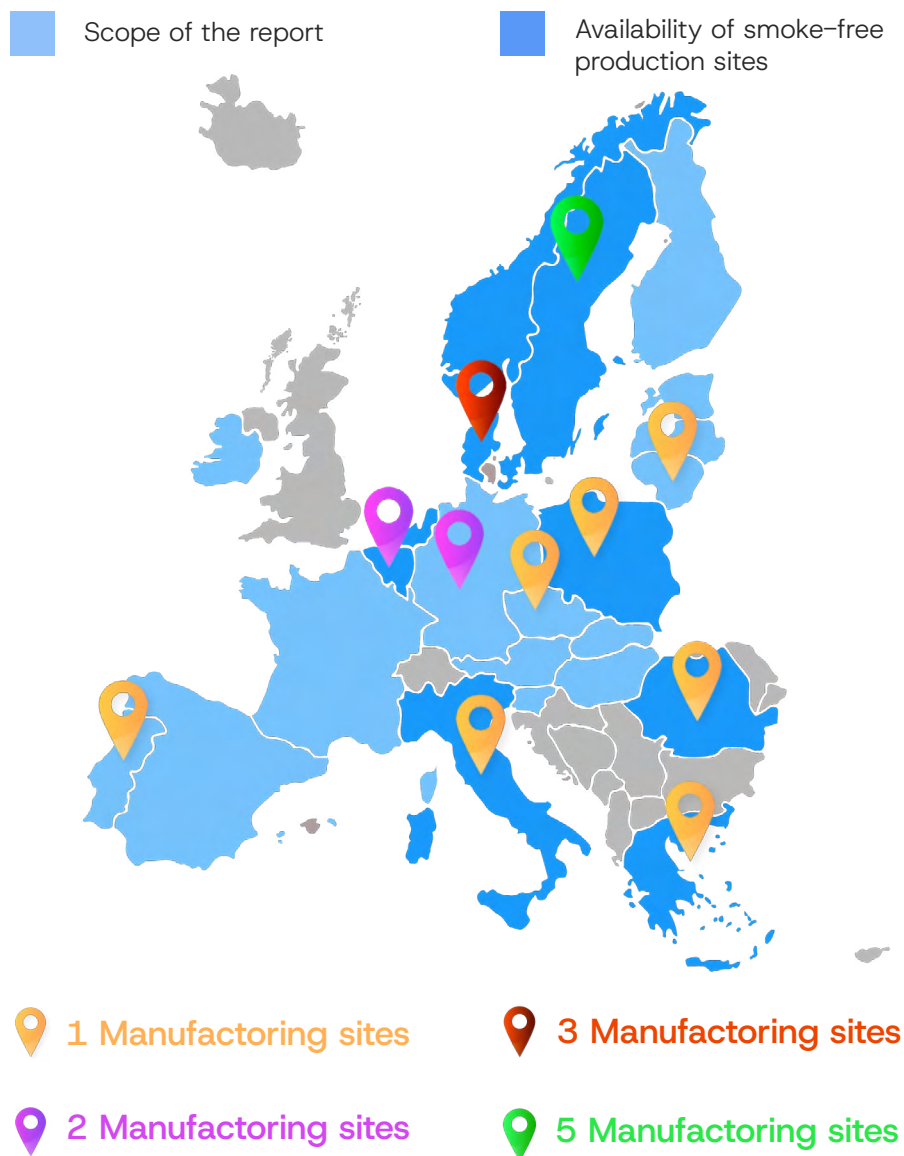 Scope of the report
Availability of smoke-free
production sites
1 Manufactoring sites
3 Manufactoring sites
2 Manufactoring sites
5 Manufactoring sites